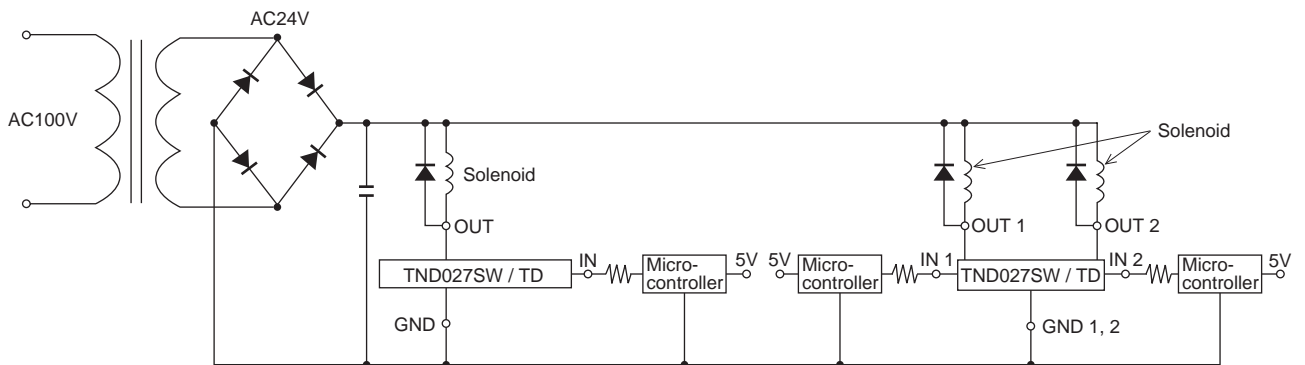 AC24V
AC100V
Solenoid
Solenoid
OUT
OUT 1
OUT 2
TND027SW / TD
IN
Micro-
controller
5V
5V
Micro-
controller
IN 1
TND027SW / TD
IN 2
Micro-
controller
5V
GND
GND 1, 2